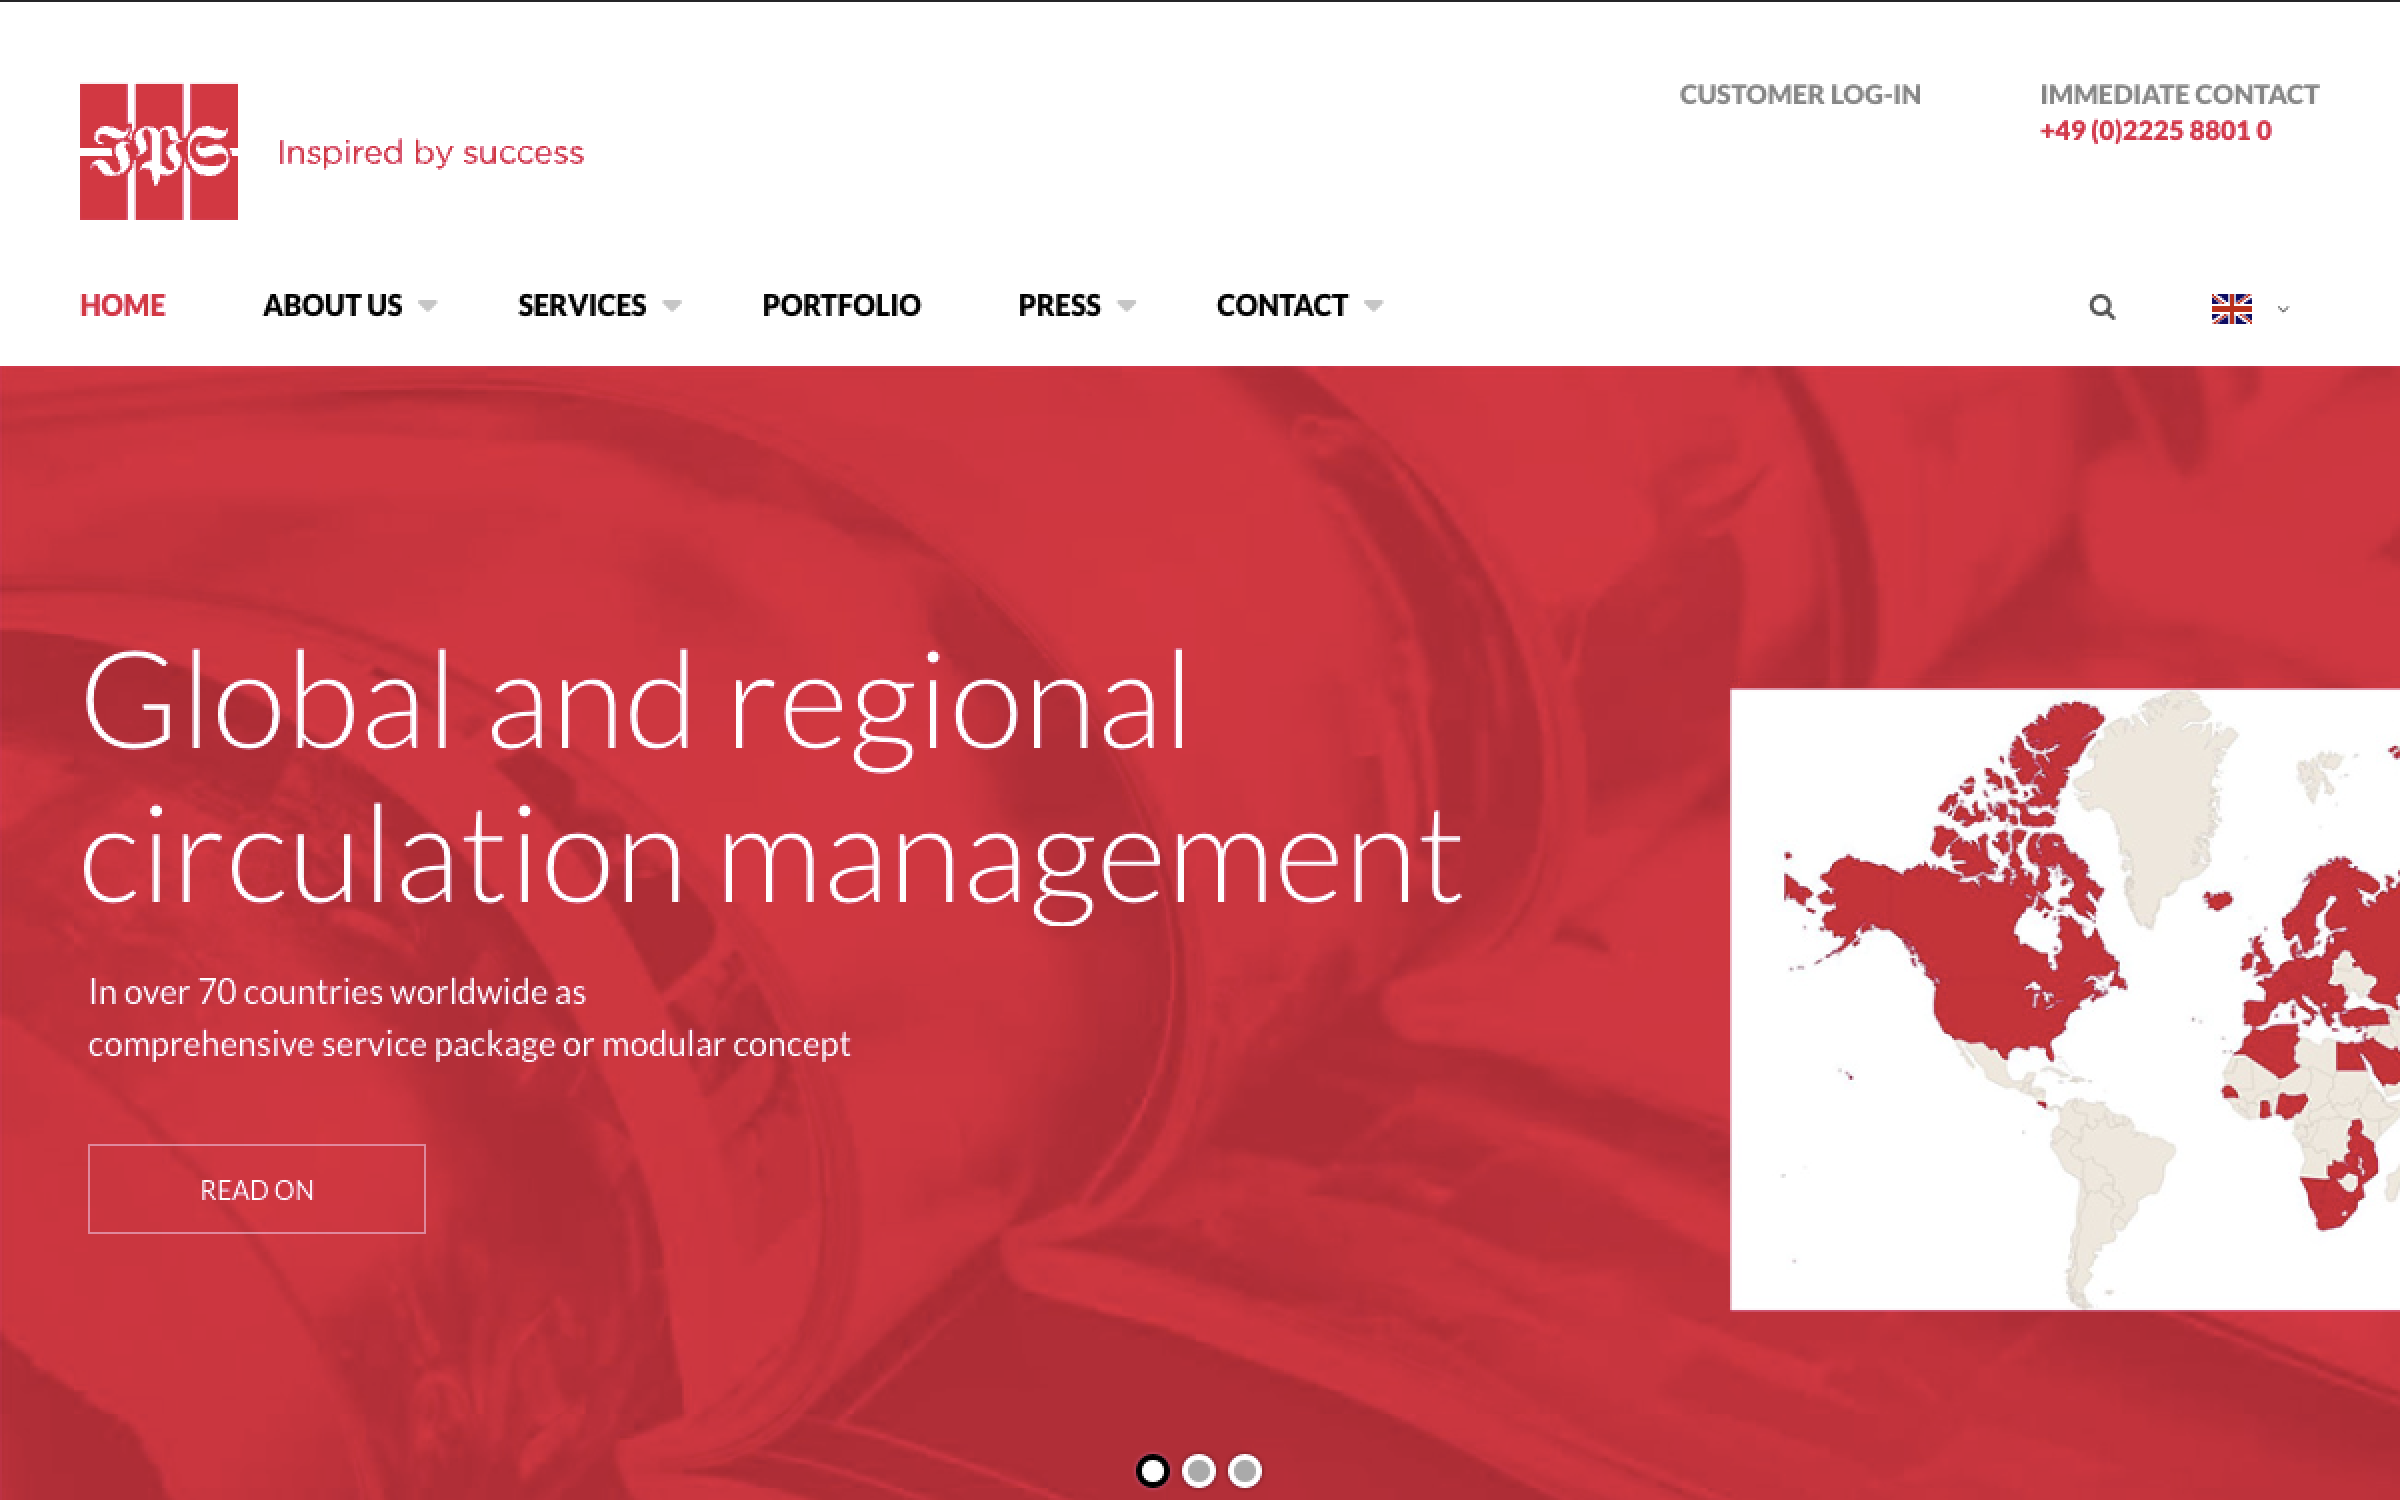 IPS
Inspired by success
CUSTOMER LOG-IN
IMMEDIATE CONTACT
+49 (0)2225 8801 0
HOME
ABOUT US
SERVICES
PORTFOLIO
PRESS
CONTACT
Global and regional
circulation management
In over 70 countries worldwide as
comprehensive service package or modular concept
READ ON